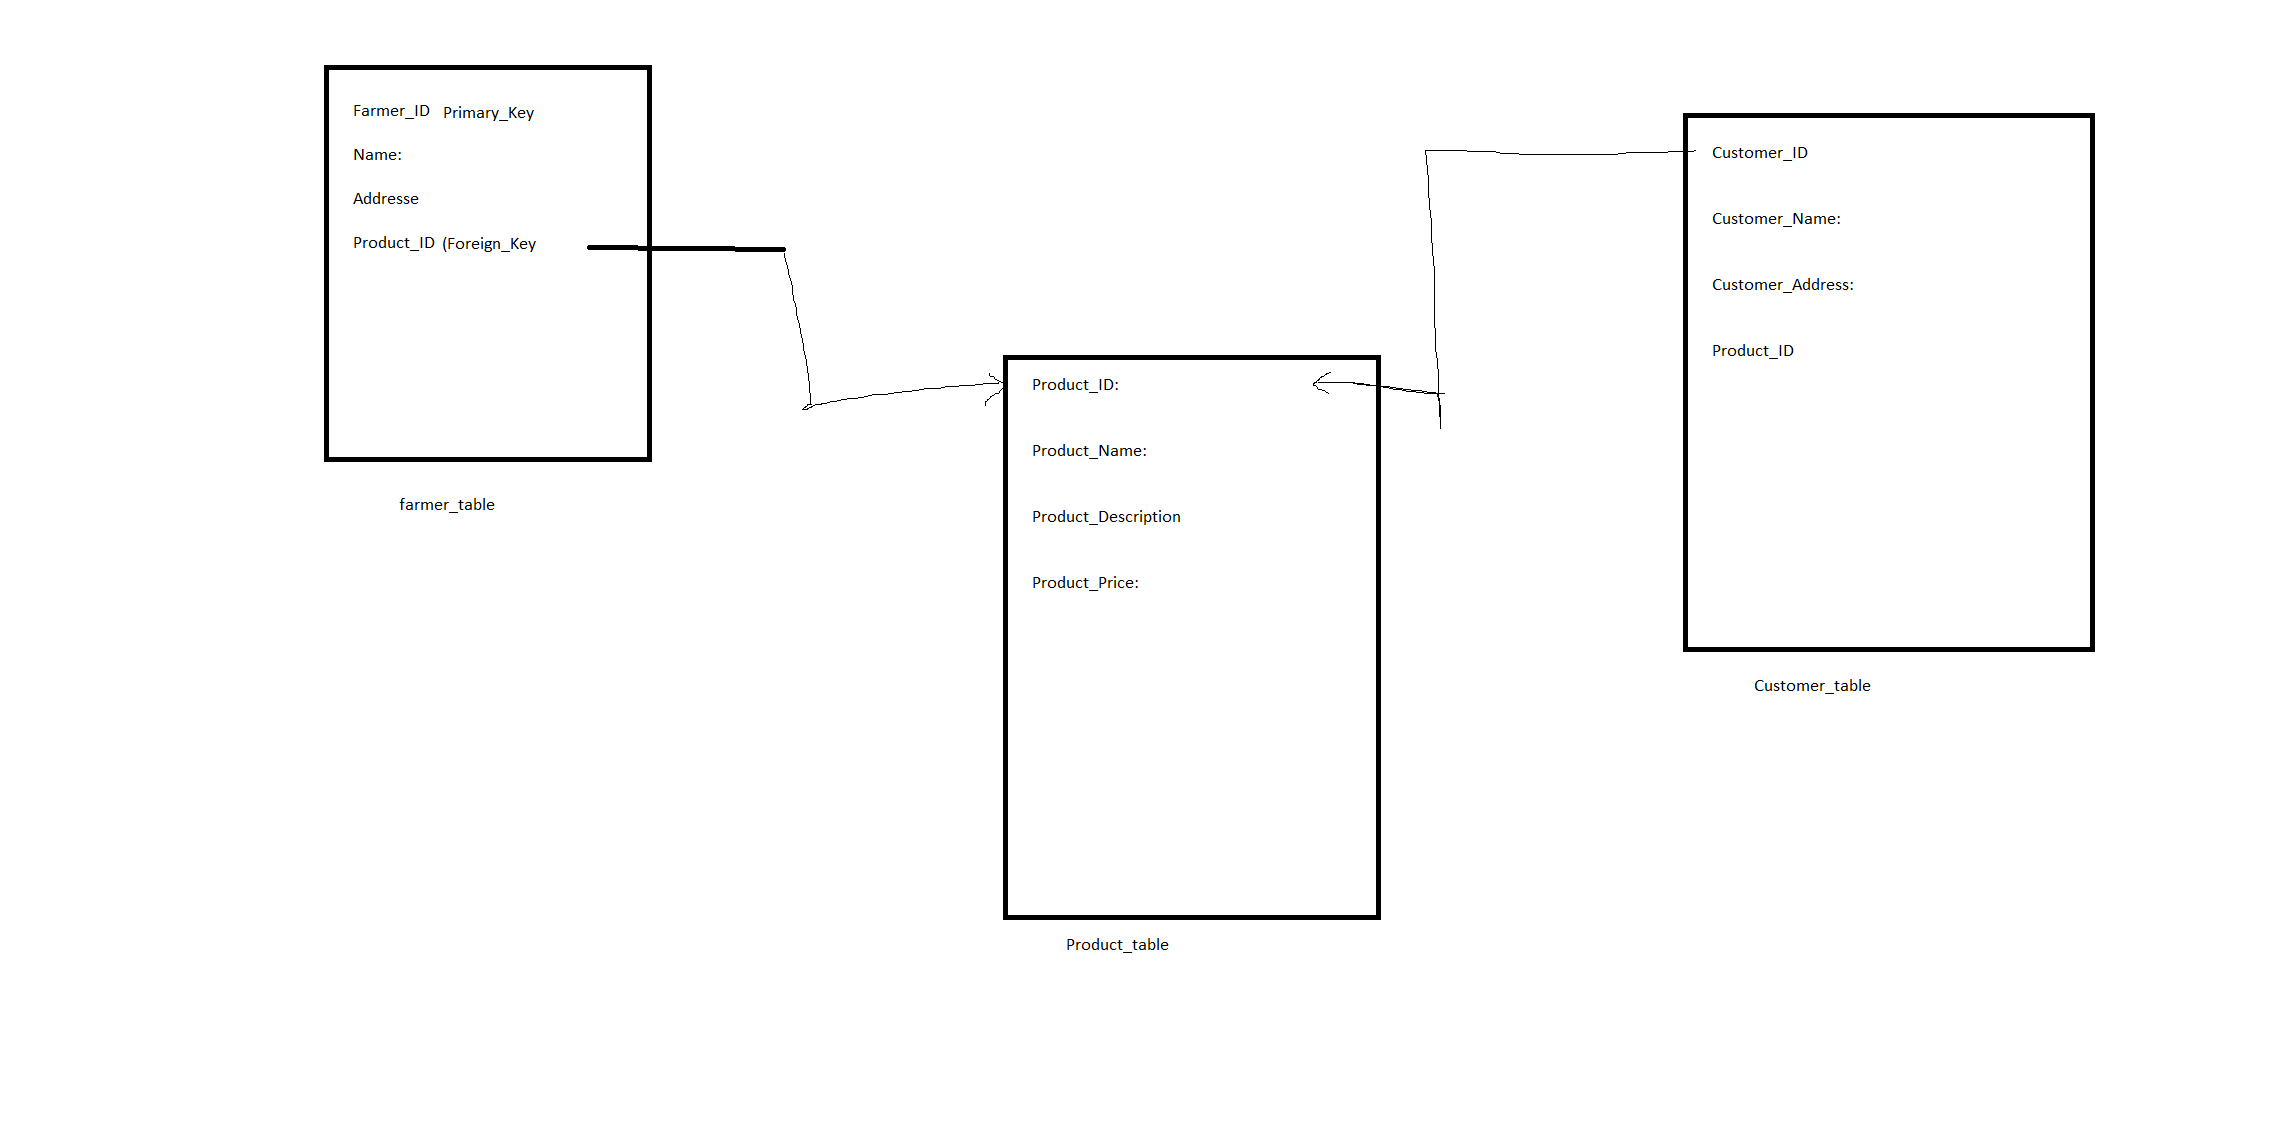 Farmer_ID Primary_Key
Name:
Addresse
Product_ID (Foreign_Key
farmer_table
Product_ID:
Product_Name:
Product_Description
Product_Price:
Product_table
Customer_ID
Customer_Name:
Customer_Address:
Product_ID
Customer_table